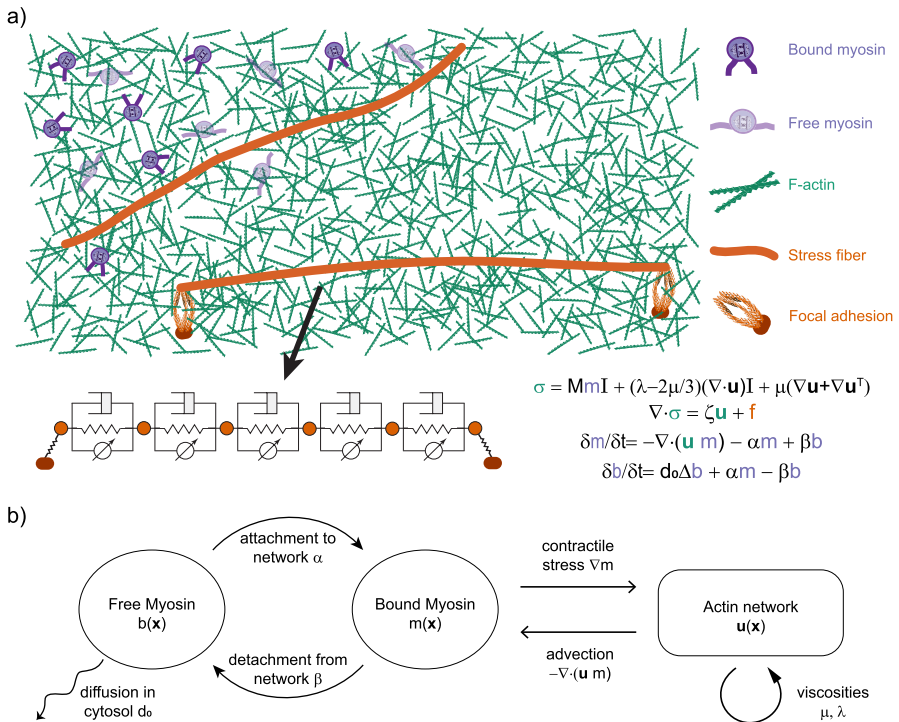 a)
Bound myosin
Free myosin
F-actin
Stress fiber
Focal adhesion
σ = MmI + (λ−2μ/3)(∇·u)I + μ(∇u+∇uᵀ)
∇·σ = ζu + f
δm/δt= −∇·(u m) − αm + βb
δb/δt= d₀Δb + αm − βb
b)
attachment to
network α
Free Myosin
b(x)
Bound Myosin
m(x)
detachment from
network β
diffusion in
cytosol d₀
contractile
stress ∇m
advection
−∇·(u m)
Actin network
u(x)
viscosities
μ, λ